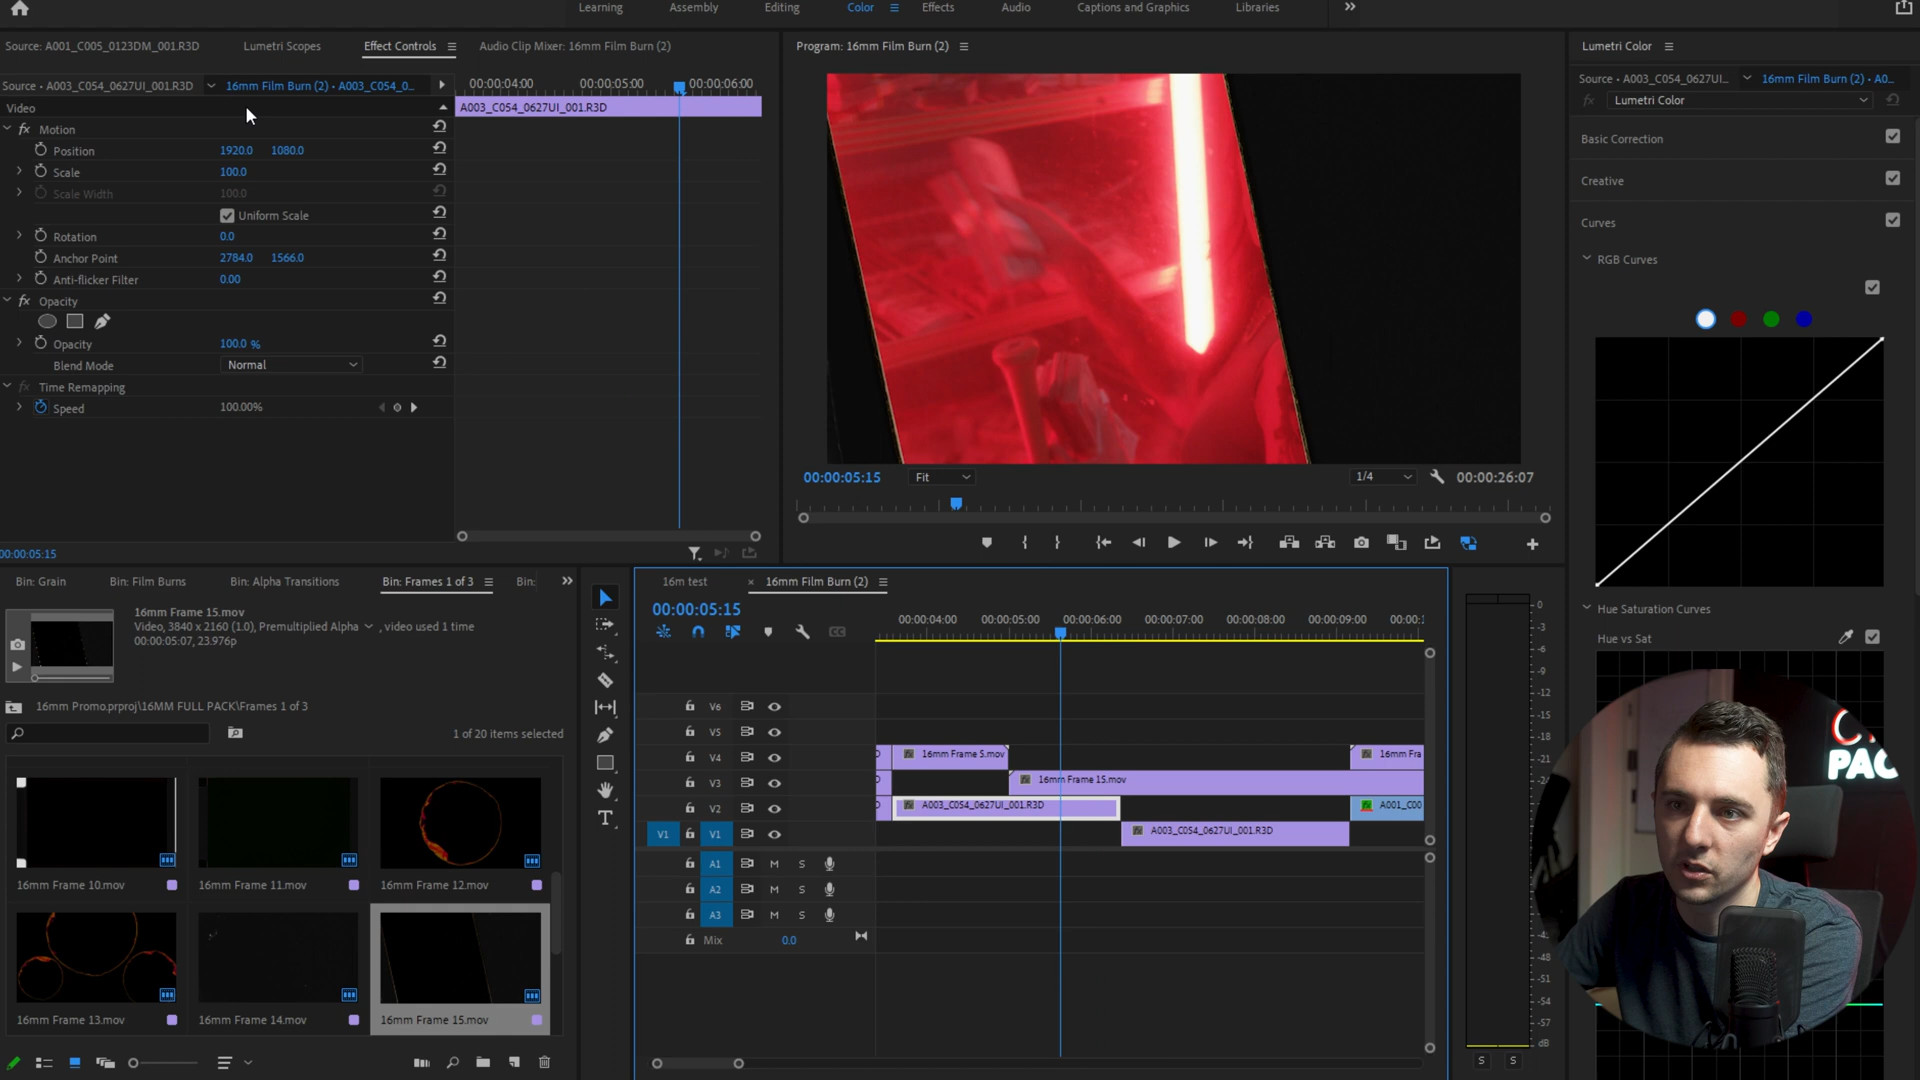 Learning Assembly Editing Color Effects Audio Captions and Graphics Libraries
Source: A001_C005_0123DM_001.R3D Lumetri Scopes Effect Controls Audio Clip Mixer: 16mm Film Burn (2)
Source • A003_C054_0627UI_001.R3D 16mm Film Burn (2) • A003_C054_0...
00:00:04:00 00:00:05:00 00:00:06:00
Video
A003_C054_0627UI_001.R3D
fx Motion
Position 1920.0 1080.0
Scale 100.0
Scale Width 100.0
Uniform Scale
Rotation 0.0
Anchor Point 2784.0 1566.0
Anti-flicker Filter 0.00
fx Opacity
Opacity 100.0 %
Blend Mode Normal
fx Time Remapping
Speed 100.00%
00:00:05:15
Program: 16mm Film Burn (2)
00:00:05:15 Fit 1/4 00:00:26:07
Lumetri Color
Source • A003_C054_0627UI... 16mm Film Burn (2) • A0...
fx Lumetri Color
Basic Correction
Creative
Curves
RGB Curves
Hue Saturation Curves
Hue vs Sat
Bin: Grain Bin: Film Burns Bin: Alpha Transitions Bin: Frames 1 of 3 Bin:
16mm Frame 15.mov
Video, 3840 x 2160 (1.0), Premultiplied Alpha , video used 1 time
00:00:05:07, 23.976p
16mm Promo.prproj\16MM FULL PACK\Frames 1 of 3
1 of 20 items selected
16mm Frame 10.mov 16mm Frame 11.mov 16mm Frame 12.mov
16mm Frame 13.mov 16mm Frame 14.mov 16mm Frame 15.mov
16m test × 16mm Film Burn (2)
00:00:05:15
00:00:04:00 00:00:05:00 00:00:06:00 00:00:07:00 00:00:08:00 00:00:09:00 00:00:1
V6
V5
V4 16mm Frame 5.mov 16mm Fra
V3 16mm Frame 15.mov
V2 A003_C054_0627UI_001.R3D A001_C00
V1 V1 A003_C054_0627UI_001.R3D
A1 M S
A2 M S
A3 M S
Mix 0.0
0
-3
-6
-9
-12
-15
-18
-21
-24
-48
-51
-54
-57
dB
S S
PAC